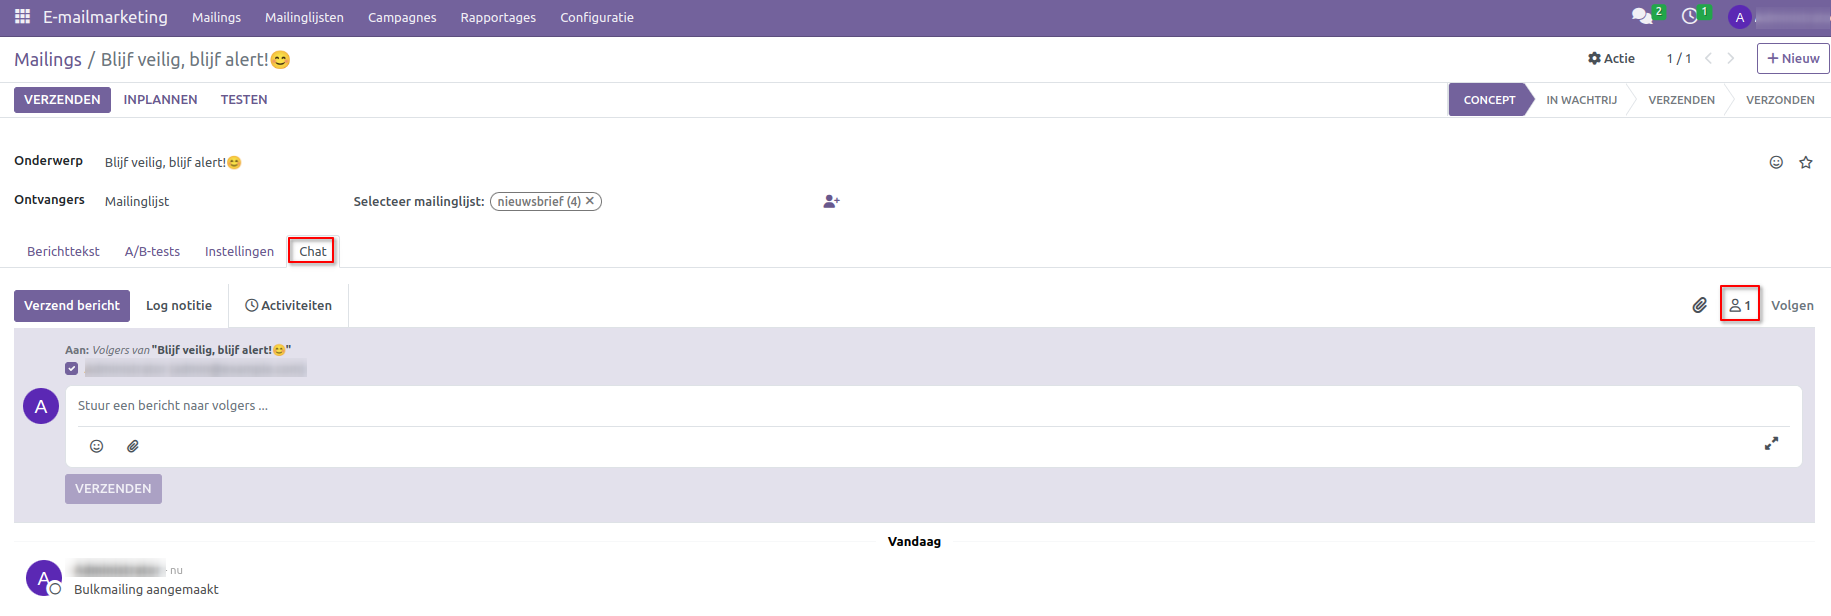 E-mailmarketing Mailings Mailinglijsten Campagnes Rapportages Configuratie 2 1 A
Mailings / Blijf veilig, blijf alert!😊 Actie 1 / 1 + Nieuw
VERZENDEN INPLANNEN TESTEN CONCEPT IN WACHTRIJ VERZENDEN VERZONDEN
Onderwerp Blijf veilig, blijf alert!😊
Ontvangers Mailinglijst Selecteer mailinglijst: nieuwsbrief (4) ×
Berichttekst A/B-tests Instellingen Chat
Verzend bericht Log notitie Activiteiten 1 Volgen
Aan: Volgers van "Blijf veilig, blijf alert!😊"
A Stuur een bericht naar volgers ...
VERZENDEN
Vandaag
A - nu
Bulkmailing aangemaakt